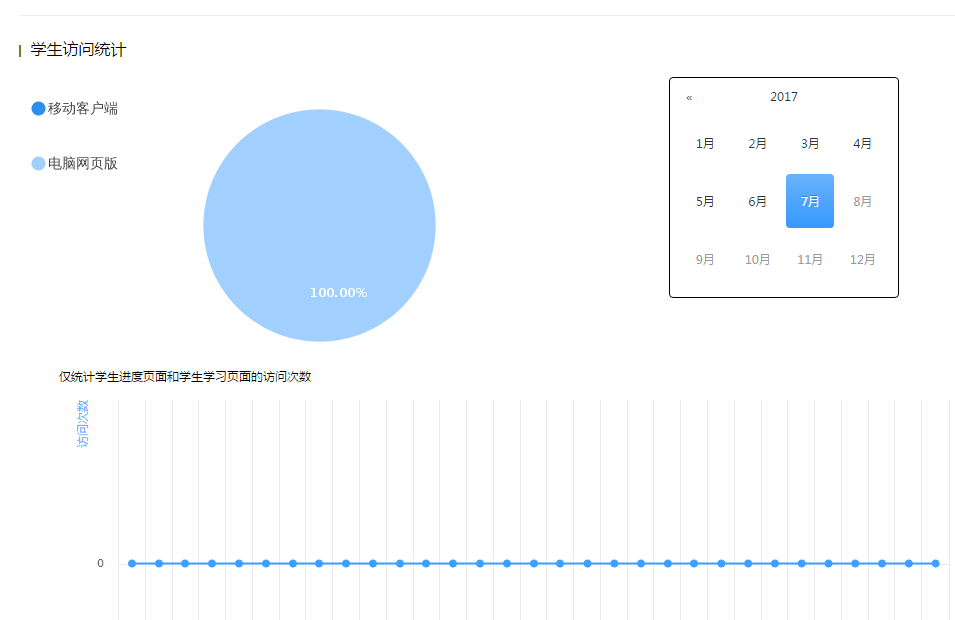 学生访问统计
移动客户端
电脑网页版
100.00%
« 2017
1月 2月 3月 4月
5月 6月 7月 8月
9月 10月 11月 12月
仅统计学生进度页面和学生学习页面的访问次数
访问次数
0